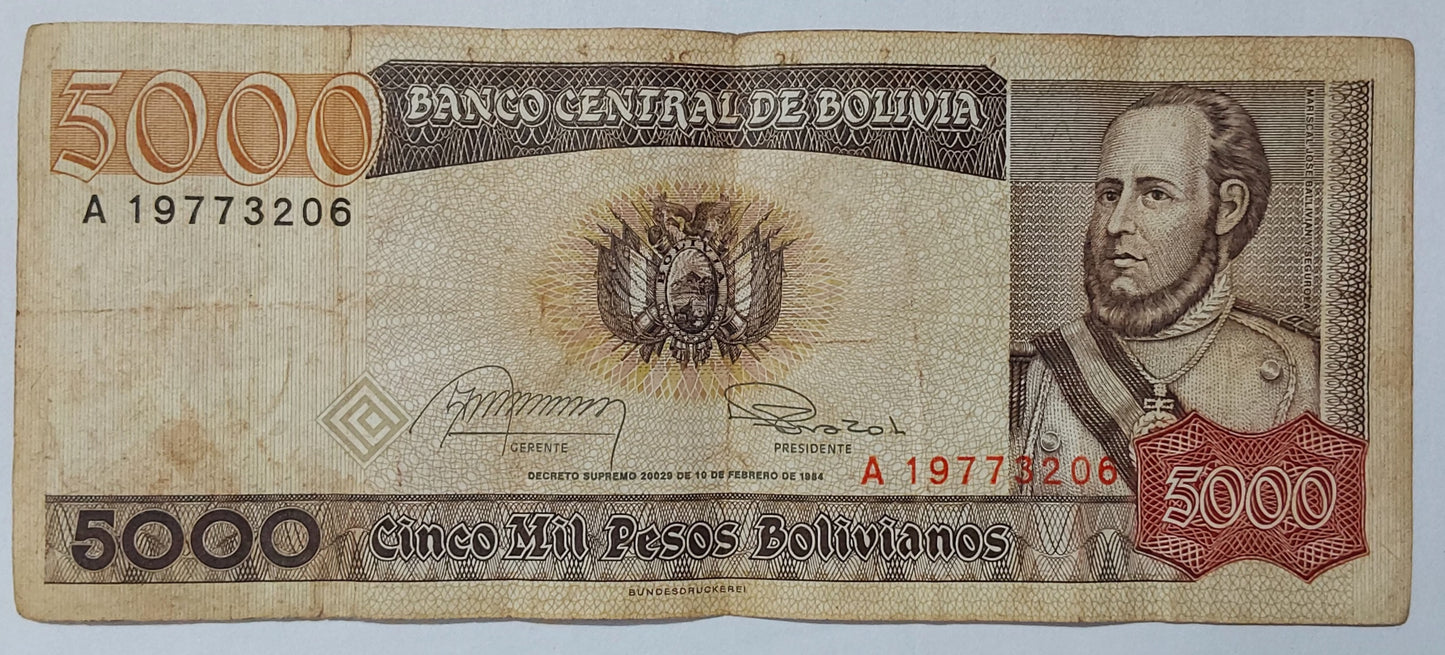 5000
BANCO CENTRAL DE BOLIVIA
A 19773206
MARISCAL JOSE BALLIVIAN Y SEGUROLA
BOLIVIA
GERENTE
PRESIDENTE
DECRETO SUPREMO 20029 DE 10 DE FEBRERO DE 1984
A 19773206
5000
5000
Cinco Mil Pesos Bolivianos
BUNDESDRUCKEREI